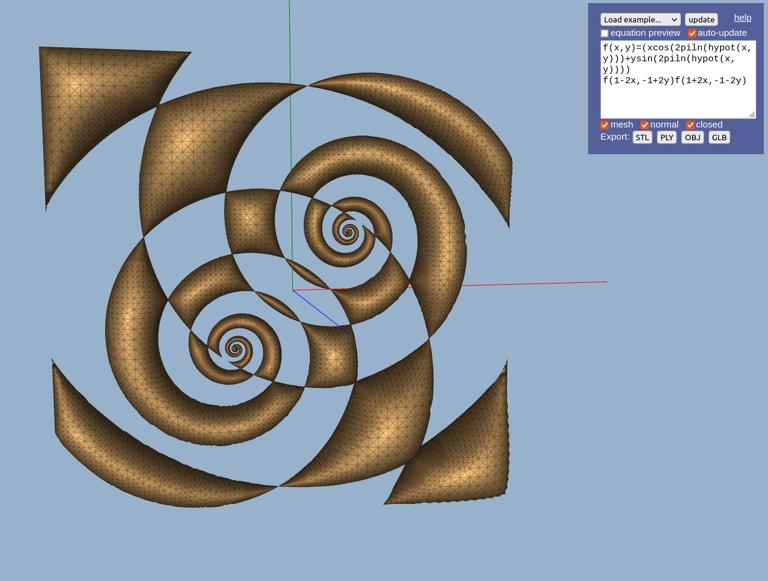 Load example... update help
equation preview auto-update
f(x,y)=(xcos(2piln(hypot(x,
y)))+ysin(2piln(hypot(x,
y))))
f(1-2x,-1+2y)f(1+2x,-1-2y)
mesh normal closed
Export: STL PLY OBJ GLB